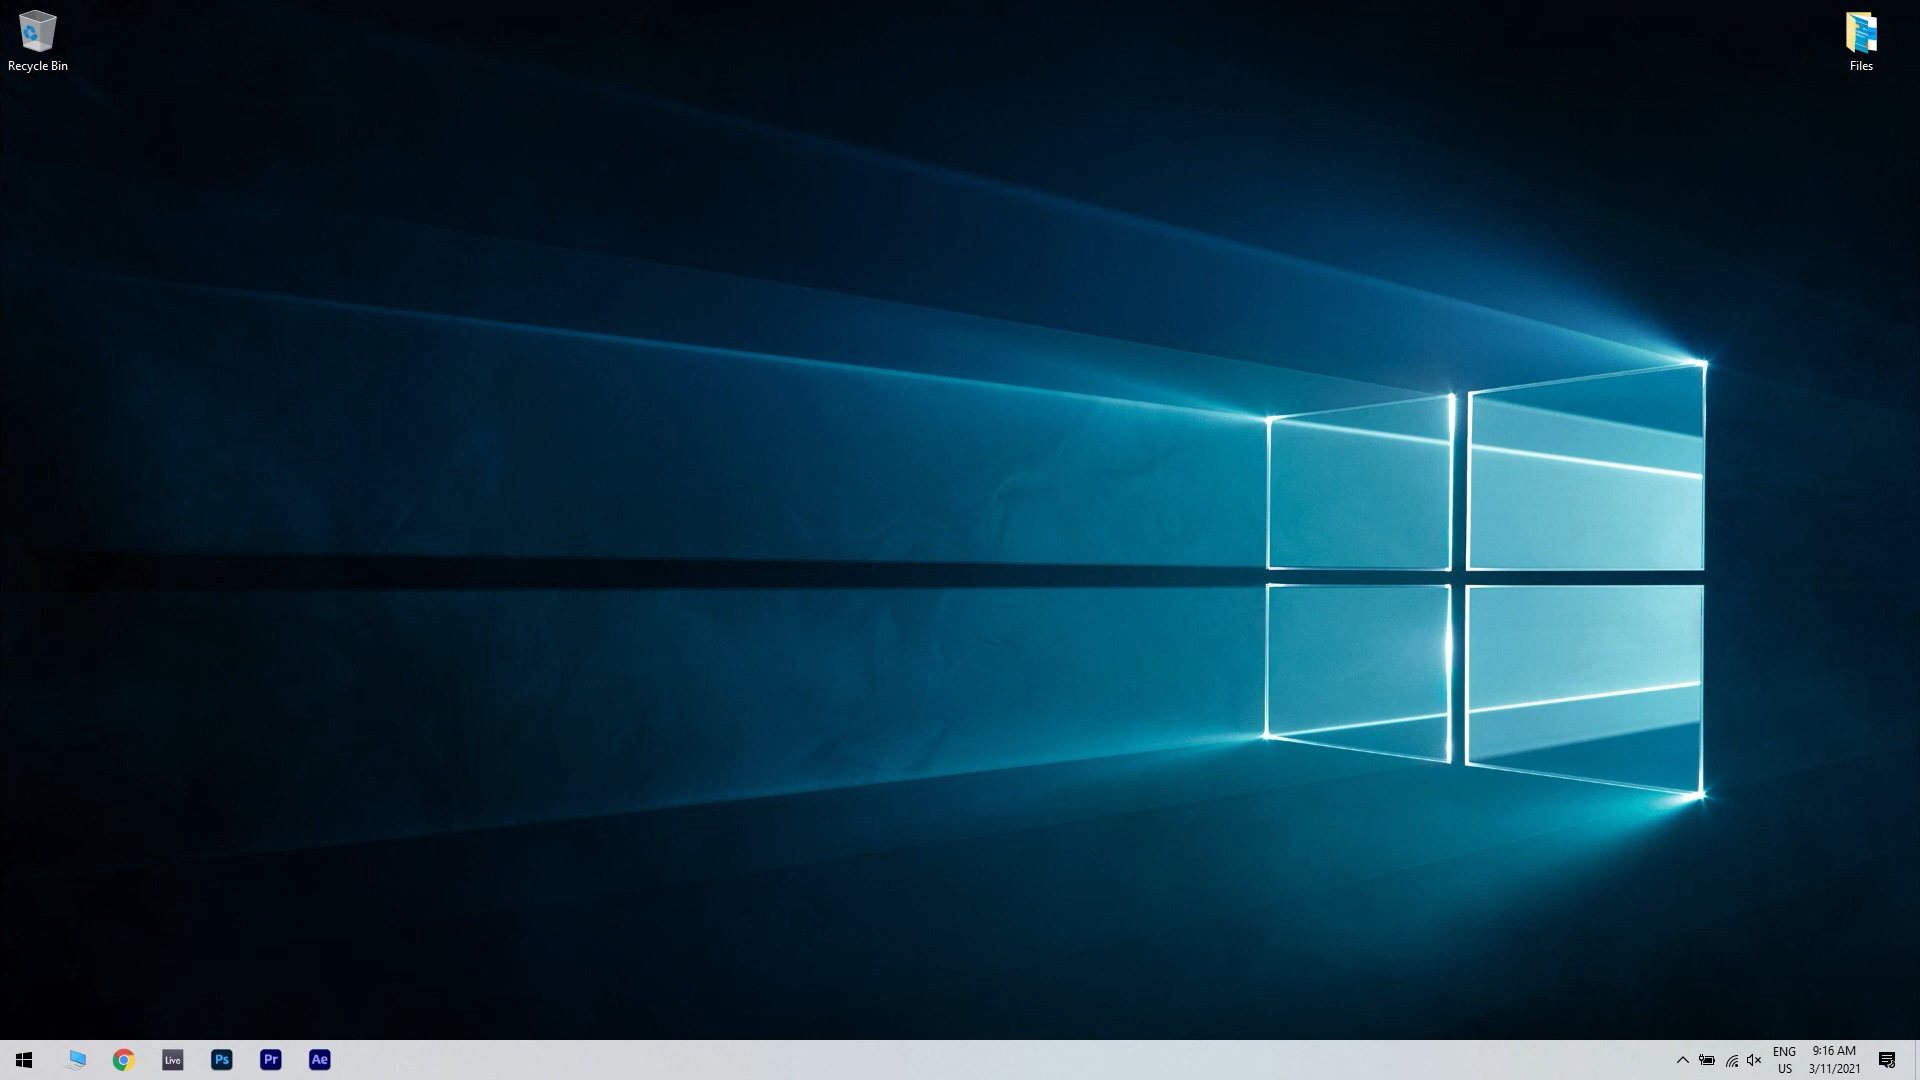 Recycle Bin
Files
Live
Ps
Pr
Ae
ENG
US
9:16 AM
3/11/2021